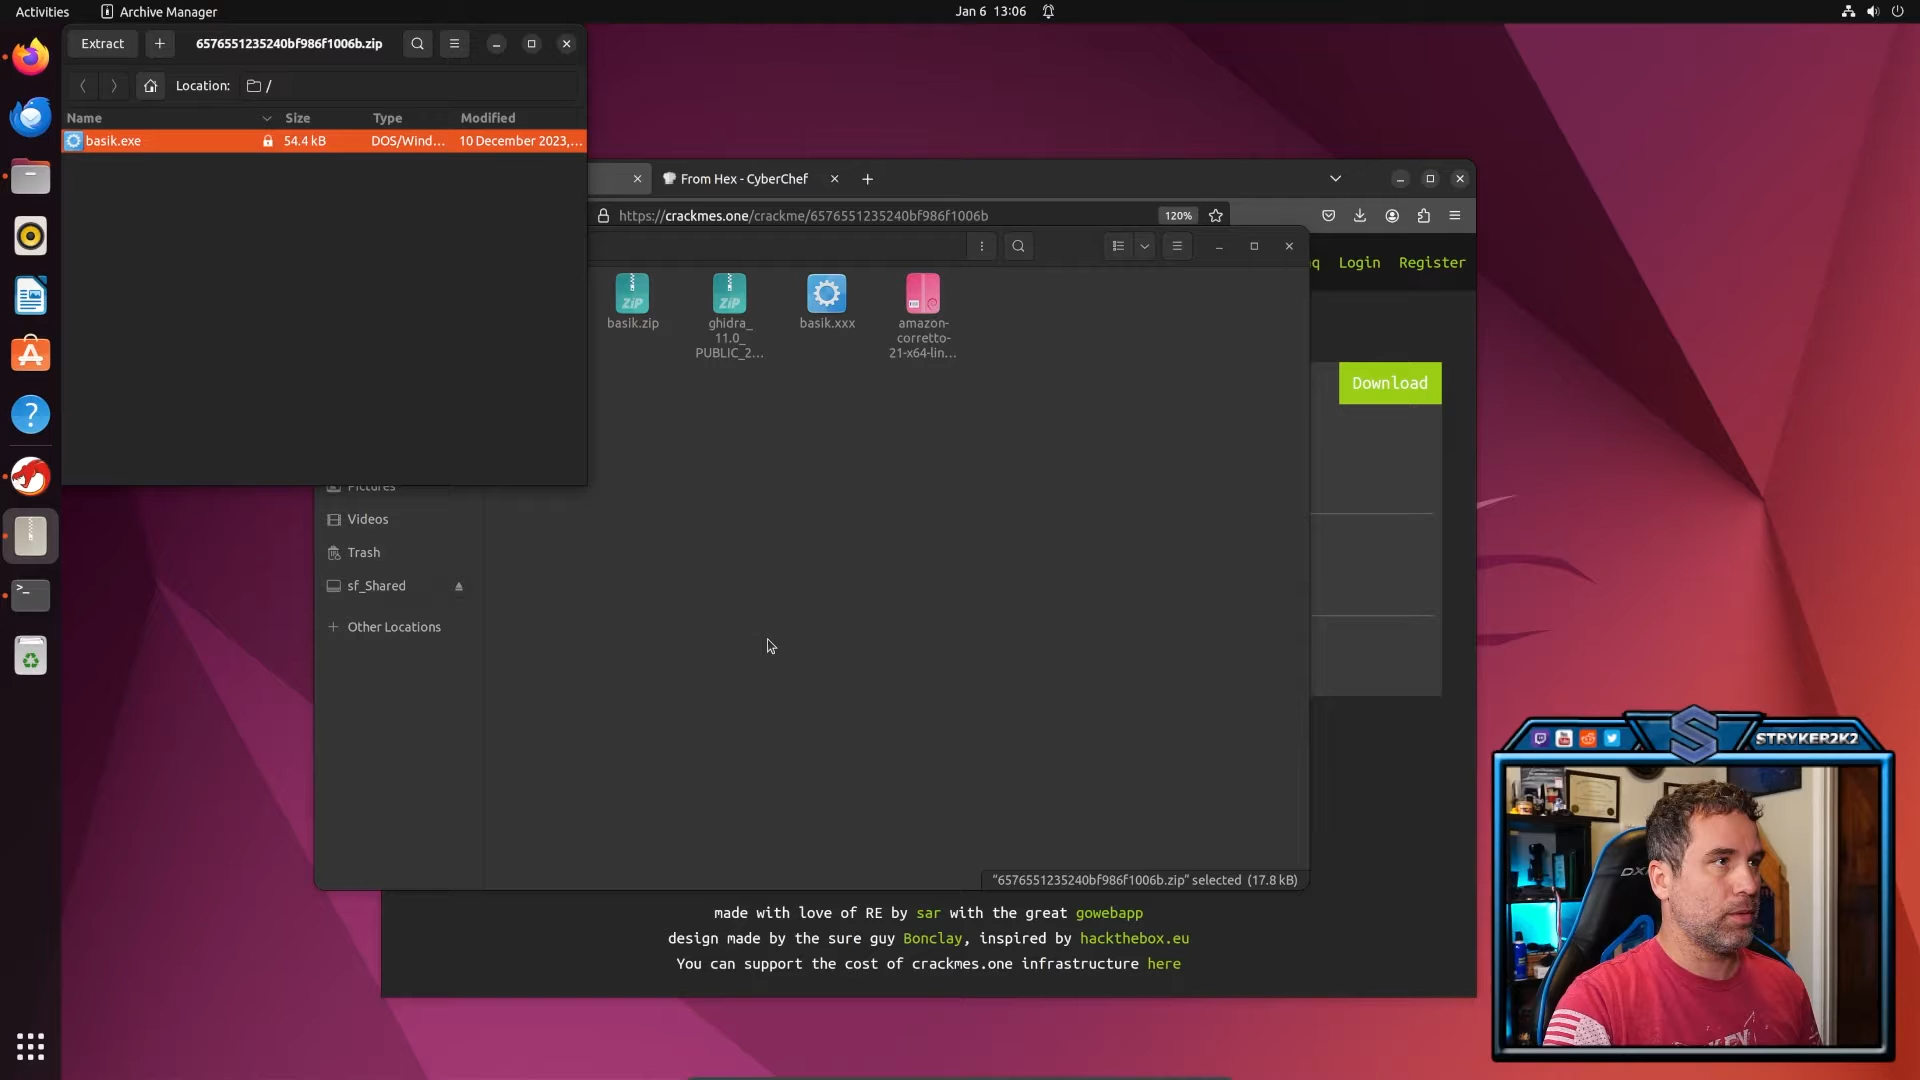 Activities
Archive Manager
Jan 6 13:06
Extract
6576551235240bf986f1006b.zip
Location:
/
Name
Size
Type
Modified
basik.exe
54.4 kB
DOS/Wind...
10 December 2023,...
From Hex - CyberChef
https://crackmes.one/crackme/6576551235240bf986f1006b
120%
Login
Register
ZIP
basik.zip
ZIP
ghidra_
11.0_
PUBLIC_2...
basik.xxx
amazon-
corretto-
21-x64-lin...
Download
Pictures
Videos
Trash
sf_Shared
Other Locations
"6576551235240bf986f1006b.zip" selected (17.8 kB)
made with love of RE by sar with the great gowebapp
design made by the sure guy Bonclay, inspired by hackthebox.eu
You can support the cost of crackmes.one infrastructure here
STRYKER2K2